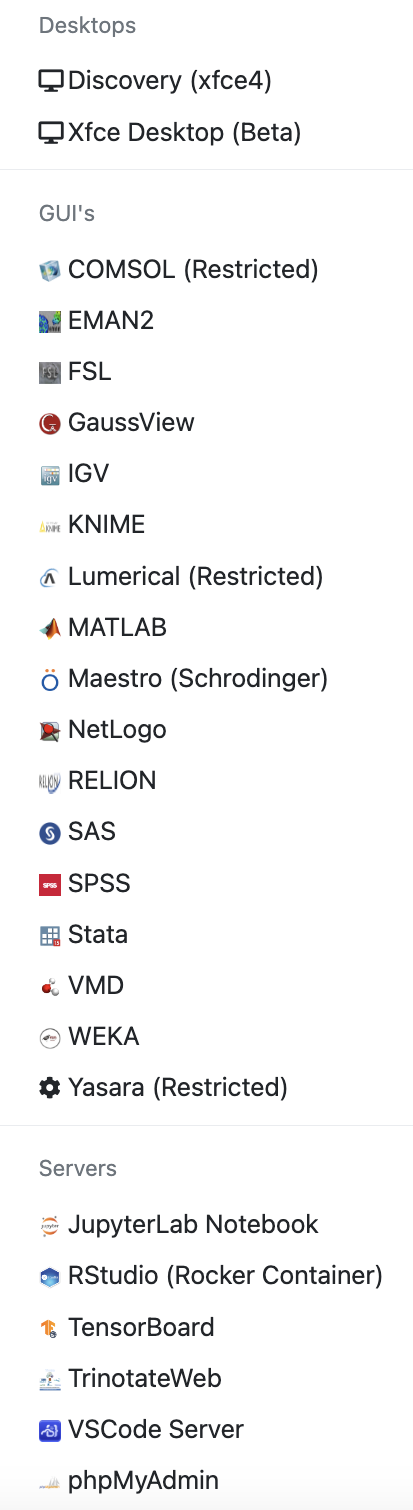 Desktops
Discovery (xfce4)
Xfce Desktop (Beta)
GUI's
COMSOL (Restricted)
EMAN2
FSL
GaussView
IGV
KNIME
Lumerical (Restricted)
MATLAB
Maestro (Schrodinger)
NetLogo
RELION
SAS
SPSS
Stata
VMD
WEKA
Yasara (Restricted)
Servers
JupyterLab Notebook
RStudio (Rocker Container)
TensorBoard
TrinotateWeb
VSCode Server
phpMyAdmin